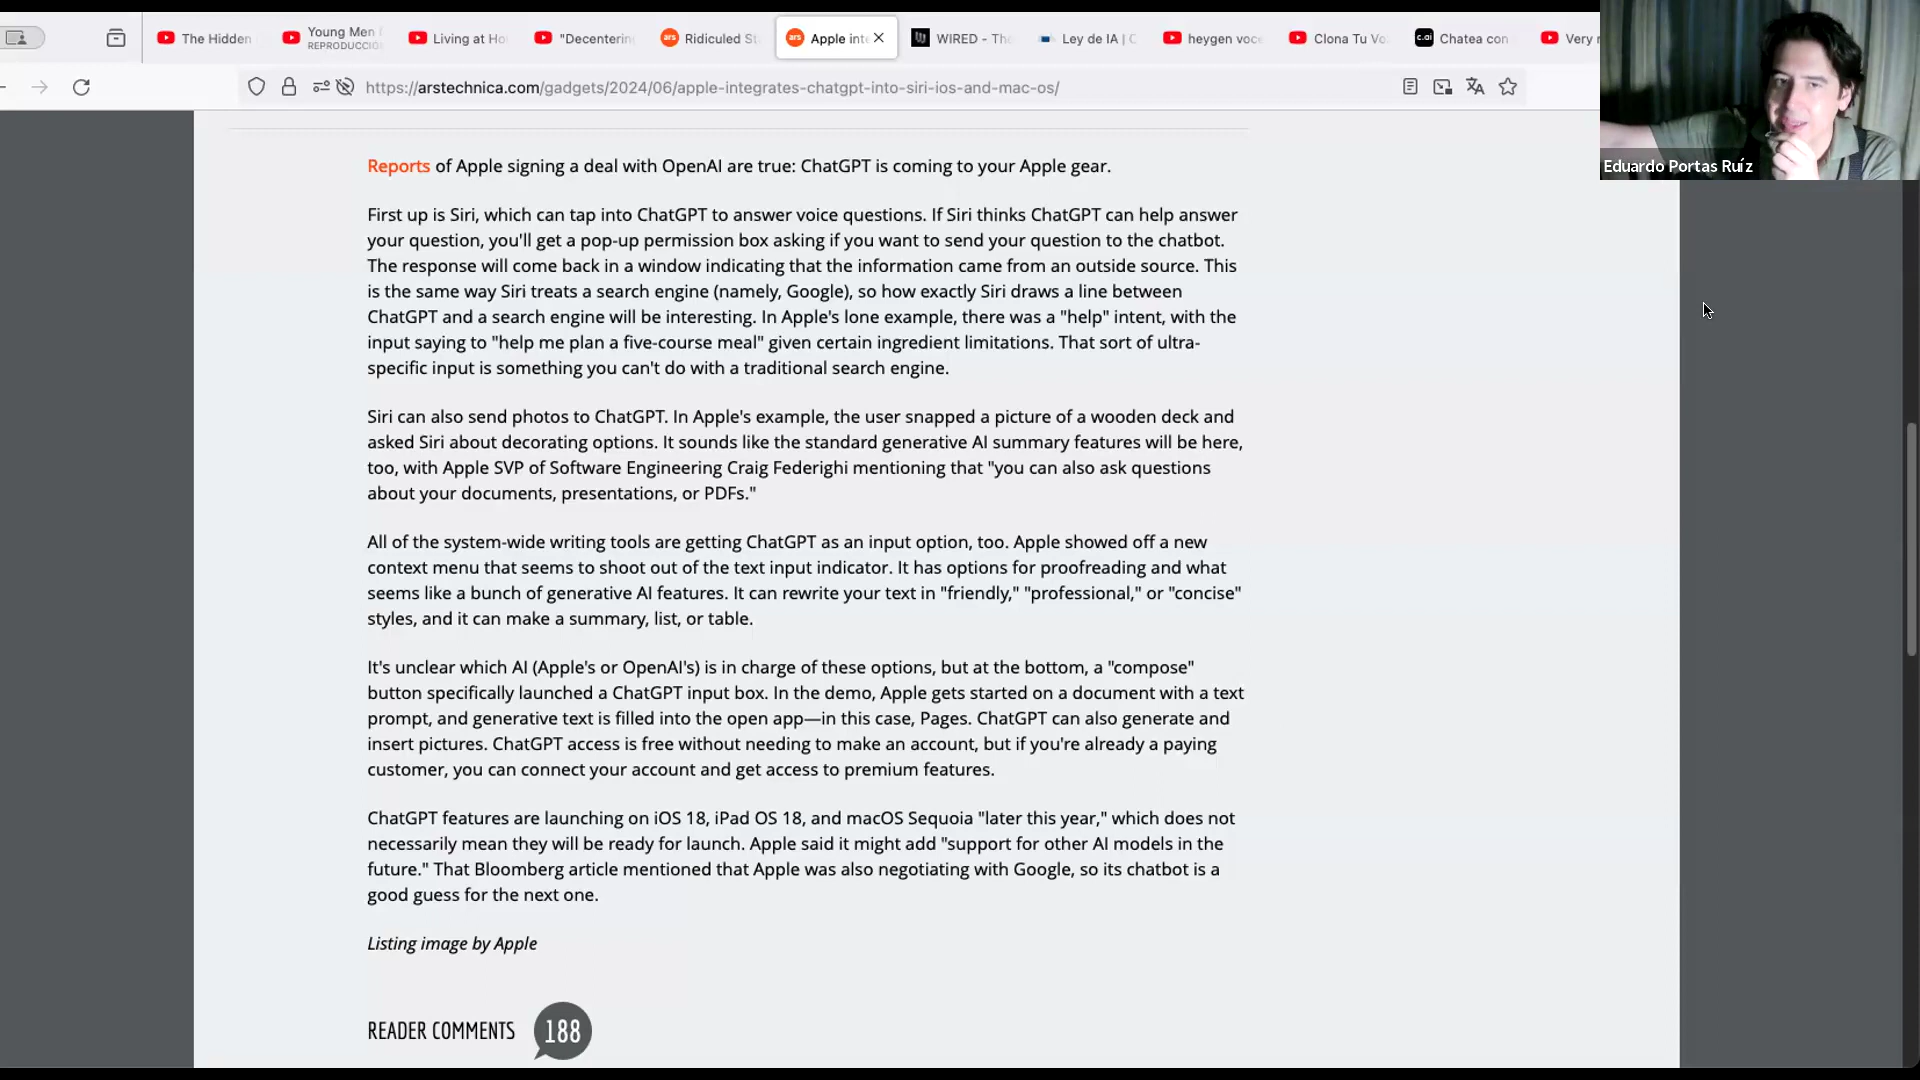 The Hidden
Young Men
REPRODUCCIÓ
Living at Ho
"Decentering
Ridiculed St
Apple inte
WIRED - The
Ley de IA | C
heygen voce
Clona Tu Vo
c.ai
Chatea con
Very
https://arstechnica.com/gadgets/2024/06/apple-integrates-chatgpt-into-siri-ios-and-mac-os/
Eduardo Portas Ruíz
Reports of Apple signing a deal with OpenAI are true: ChatGPT is coming to your Apple gear.
First up is Siri, which can tap into ChatGPT to answer voice questions. If Siri thinks ChatGPT can help answer
your question, you'll get a pop-up permission box asking if you want to send your question to the chatbot.
The response will come back in a window indicating that the information came from an outside source. This
is the same way Siri treats a search engine (namely, Google), so how exactly Siri draws a line between
ChatGPT and a search engine will be interesting. In Apple's lone example, there was a "help" intent, with the
input saying to "help me plan a five-course meal" given certain ingredient limitations. That sort of ultra-
specific input is something you can't do with a traditional search engine.
Siri can also send photos to ChatGPT. In Apple's example, the user snapped a picture of a wooden deck and
asked Siri about decorating options. It sounds like the standard generative AI summary features will be here,
too, with Apple SVP of Software Engineering Craig Federighi mentioning that "you can also ask questions
about your documents, presentations, or PDFs."
All of the system-wide writing tools are getting ChatGPT as an input option, too. Apple showed off a new
context menu that seems to shoot out of the text input indicator. It has options for proofreading and what
seems like a bunch of generative AI features. It can rewrite your text in "friendly," "professional," or "concise"
styles, and it can make a summary, list, or table.
It's unclear which AI (Apple's or OpenAI's) is in charge of these options, but at the bottom, a "compose"
button specifically launched a ChatGPT input box. In the demo, Apple gets started on a document with a text
prompt, and generative text is filled into the open app—in this case, Pages. ChatGPT can also generate and
insert pictures. ChatGPT access is free without needing to make an account, but if you're already a paying
customer, you can connect your account and get access to premium features.
ChatGPT features are launching on iOS 18, iPad OS 18, and macOS Sequoia "later this year," which does not
necessarily mean they will be ready for launch. Apple said it might add "support for other AI models in the
future." That Bloomberg article mentioned that Apple was also negotiating with Google, so its chatbot is a
good guess for the next one.
Listing image by Apple
READER COMMENTS 188